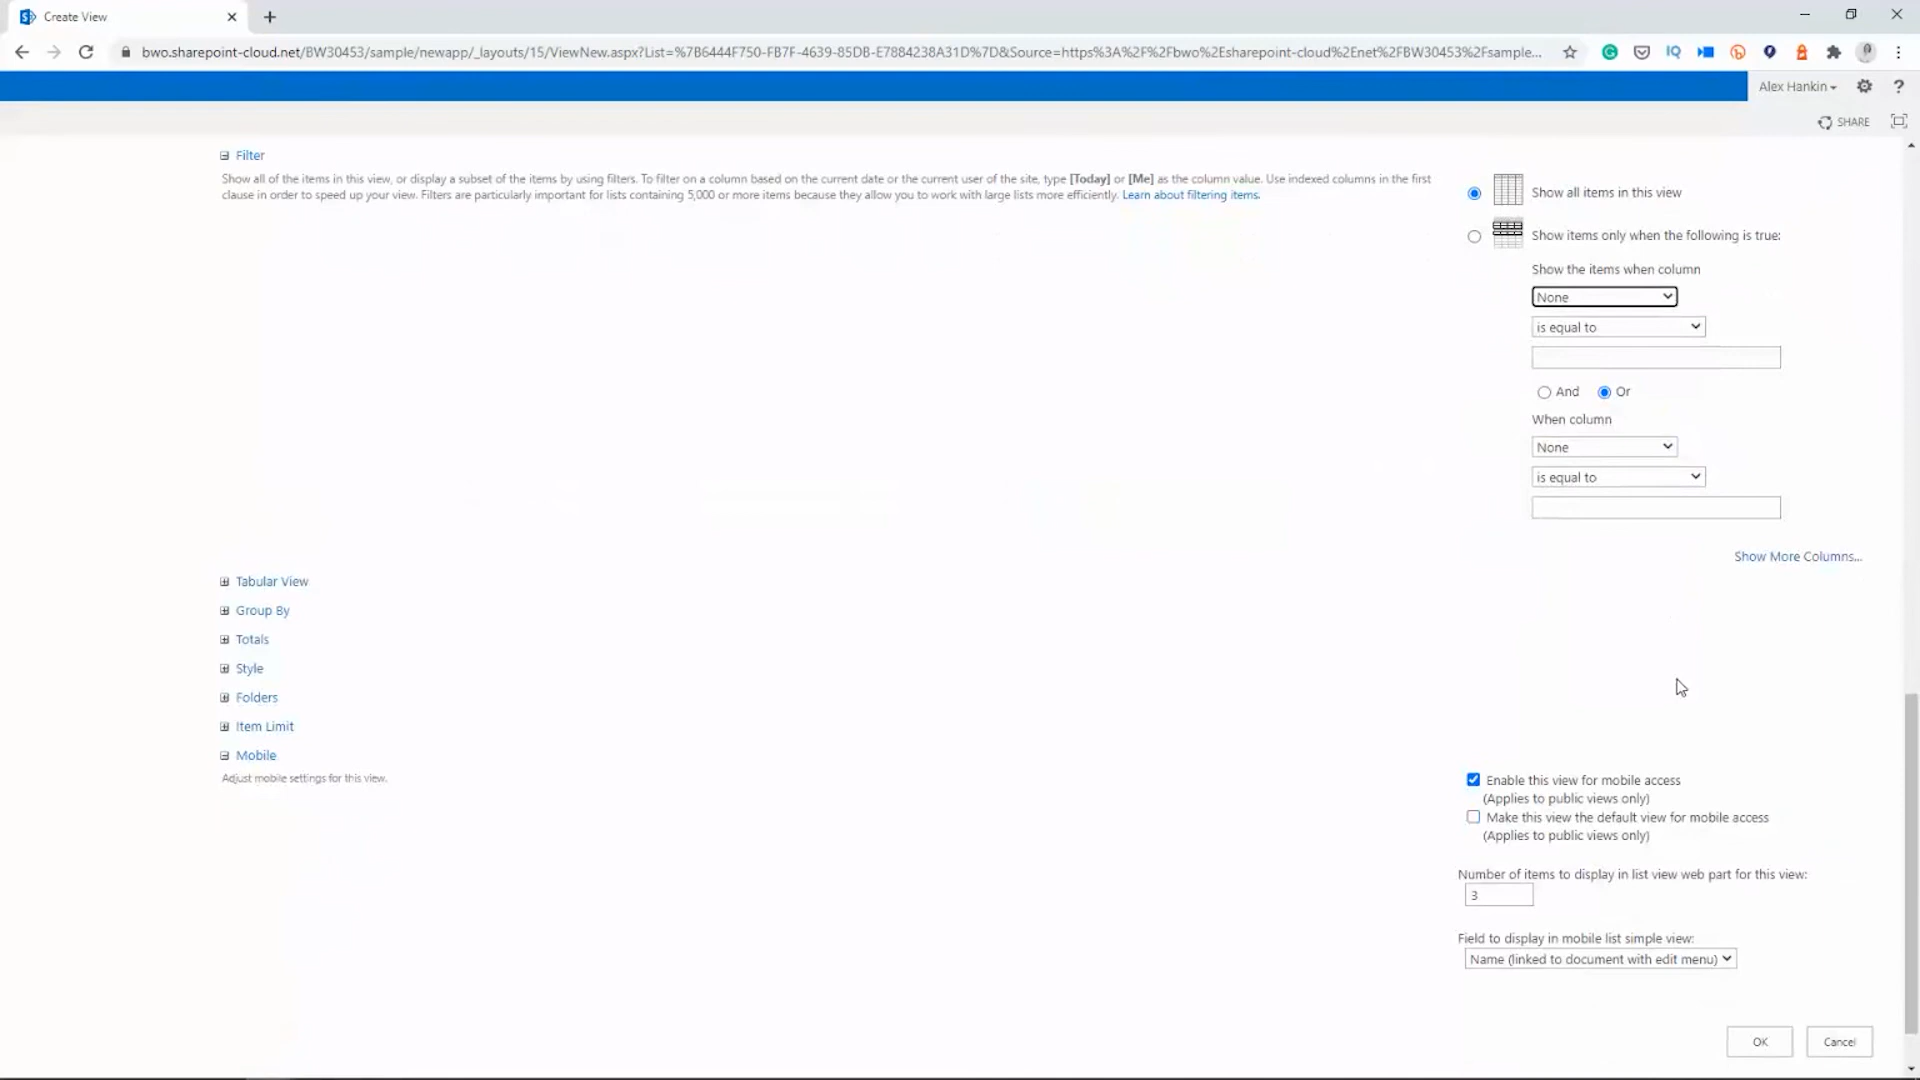 Create View
bwo.sharepoint-cloud.net/BW30453/sample/newapp/_layouts/15/ViewNew.aspx?List=%7B6444F750-FB7F-4639-85DB-E7884238A31D%7D&Source=https%3A%2F%2Fbwo%2Esharepoint-cloud%2Enet%2FBW30453%2Fsample...
IQ
Alex Hankin
?
SHARE
Filter
Show all of the items in this view, or display a subset of the items by using filters. To filter on a column based on the current date or the current user of the site, type [Today] or [Me] as the column value. Use indexed columns in the first
clause in order to speed up your view. Filters are particularly important for lists containing 5,000 or more items because they allow you to work with large lists more efficiently. Learn about filtering items.
Show all items in this view
Show items only when the following is true:
Show the items when column
None
is equal to
And Or
When column
None
is equal to
Show More Columns...
Tabular View
Group By
Totals
Style
Folders
Item Limit
Mobile
Adjust mobile settings for this view.
Enable this view for mobile access
(Applies to public views only)
Make this view the default view for mobile access
(Applies to public views only)
Number of items to display in list view web part for this view:
3
Field to display in mobile list simple view:
Name (linked to document with edit menu)
OK Cancel